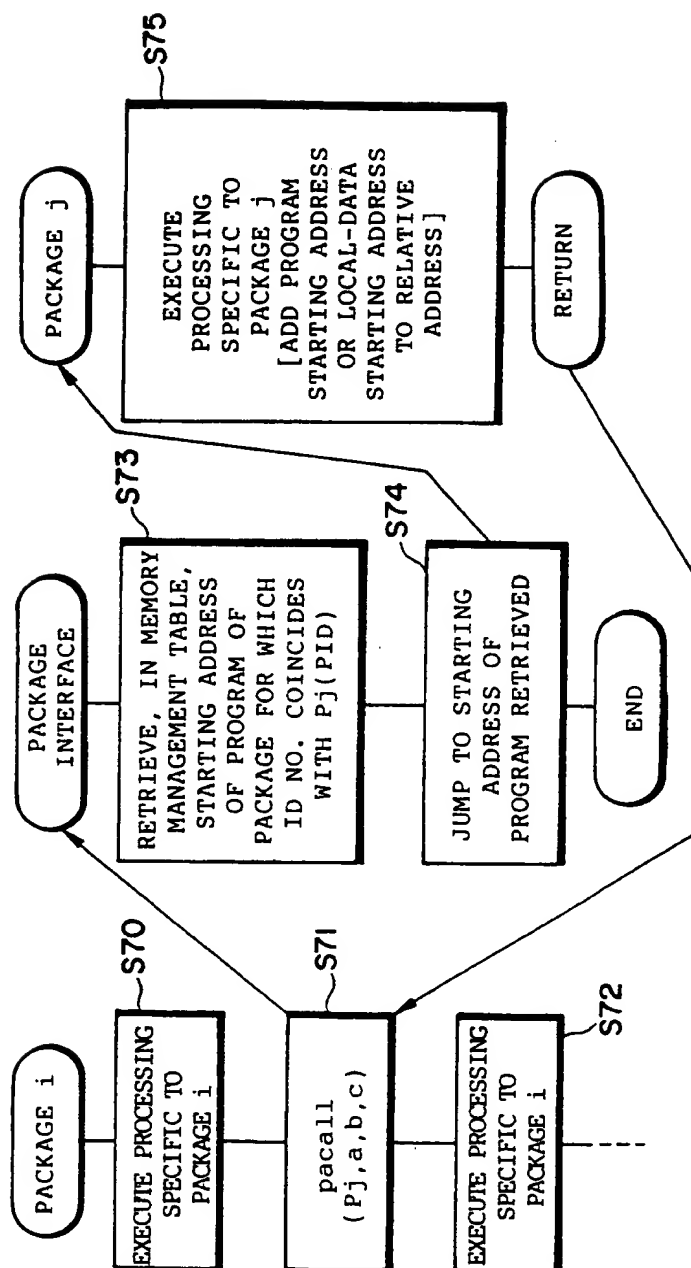 PACKAGE i
EXECUTE PROCESSING
SPECIFIC TO
PACKAGE i
S70
pacall
(Pj,a,b,c)
S71
EXECUTE PROCESSING
SPECIFIC TO
PACKAGE i
S72
PACKAGE
INTERFACE
RETRIEVE, IN MEMORY
MANAGEMENT TABLE,
STARTING ADDRESS
OF PROGRAM OF
PACKAGE FOR WHICH
ID NO. COINCIDES
WITH Pj(PID)
S73
JUMP TO STARTING
ADDRESS OF
PROGRAM RETRIEVED
S74
END
PACKAGE j
EXECUTE
PROCESSING
SPECIFIC TO
PACKAGE j
[ADD PROGRAM
STARTING ADDRESS
OR LOCAL-DATA
STARTING ADDRESS
TO RELATIVE
ADDRESS]
S75
RETURN